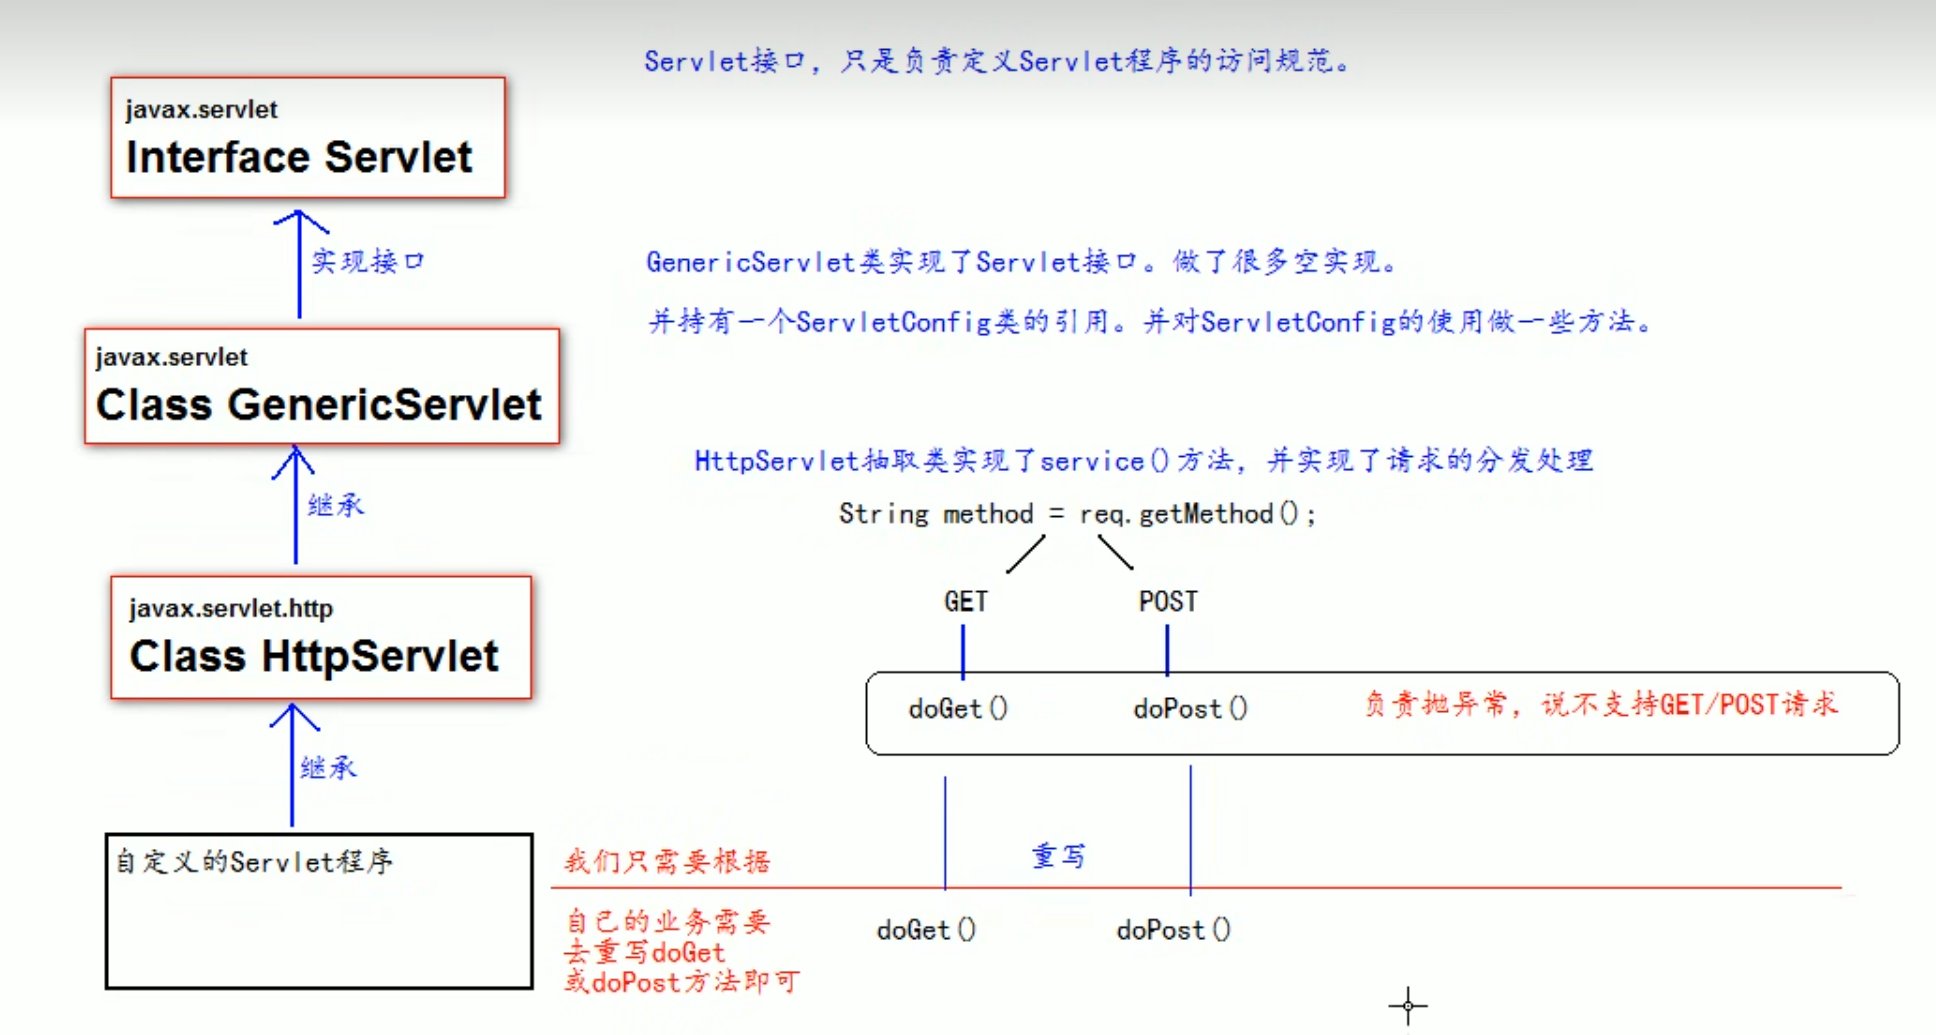 Servlet接口，只是负责定义Servlet程序的访问规范。
javax.servlet
Interface Servlet
实现接口
GenericServlet类实现了Servlet接口。做了很多空实现。
并持有一个ServletConfig类的引用。并对ServletConfig的使用做一些方法。
javax.servlet
Class GenericServlet
继承
HttpServlet抽取类实现了service()方法，并实现了请求的分发处理
String method = req.getMethod();
GET POST
javax.servlet.http
Class HttpServlet
doGet() doPost() 负责抛异常，说不支持GET/POST请求
继承
自定义的Servlet程序
我们只需要根据
重写
自已的业务需要
去重写doGet
或doPost方法即可
doGet() doPost()